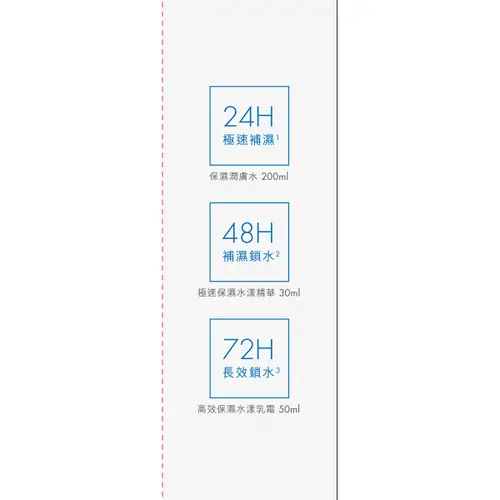 24H
極速補濕¹
保濕潤膚水 200ml
48H
補濕鎖水²
極速保濕水漾精華 30ml
72H
長效鎖水³
高效保濕水漾乳霜 50ml